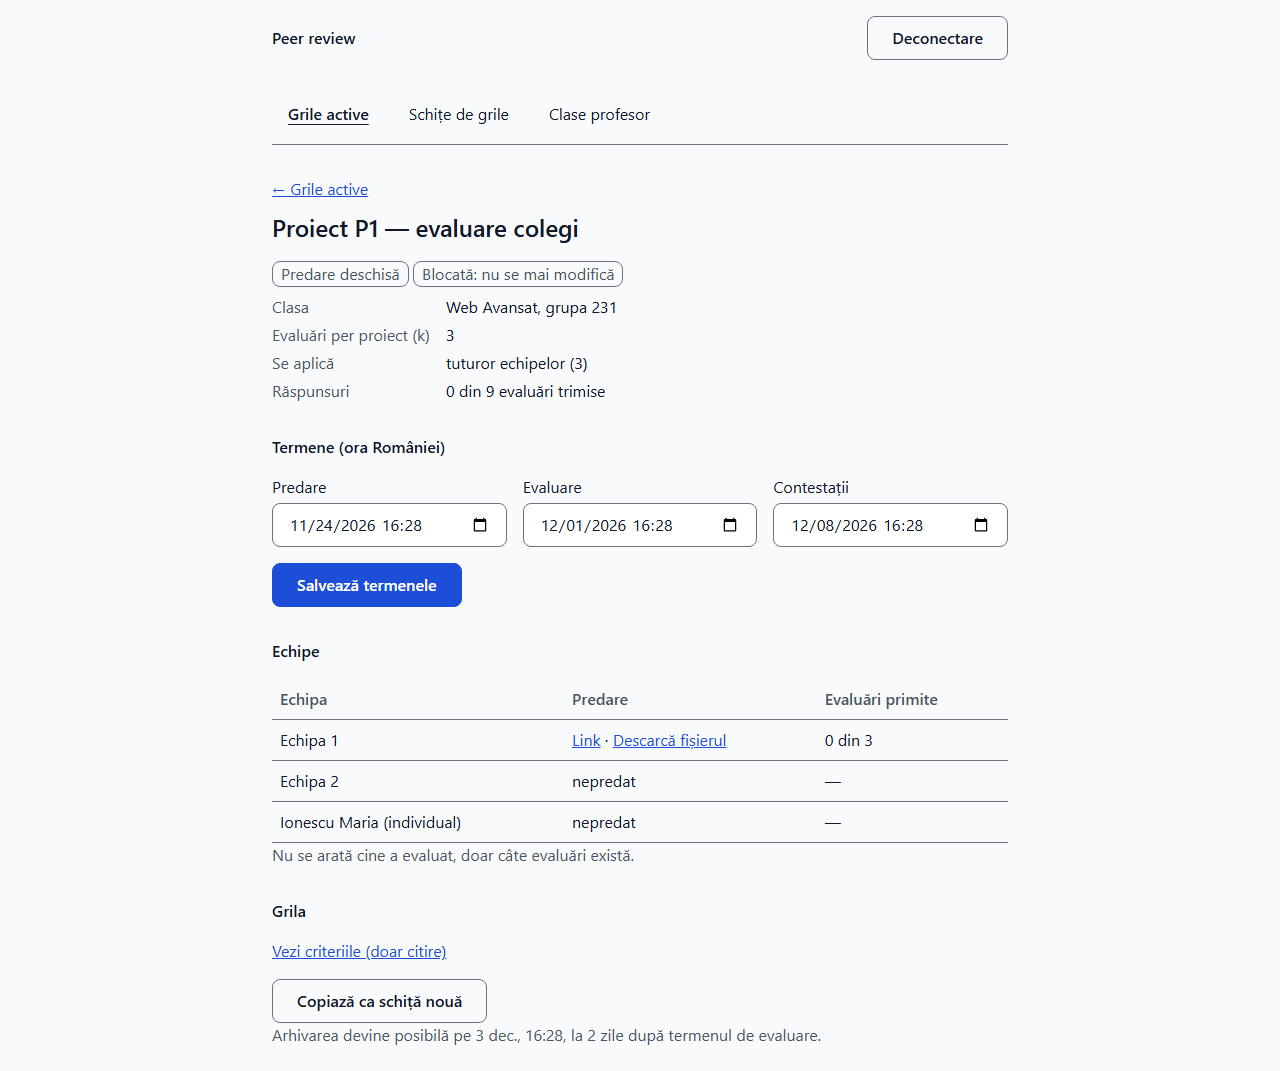 Peer review
Deconectare
Grile active
Schițe de grile
Clase profesor
← Grile active
Proiect P1 — evaluare colegi
Predare deschisă
Blocată: nu se mai modifică
Clasa
Web Avansat, grupa 231
Evaluări per proiect (k)
3
Se aplică
tuturor echipelor (3)
Răspunsuri
0 din 9 evaluări trimise
Termene (ora României)
Predare
Evaluare
Contestații
11/24/2026 16:28
12/01/2026 16:28
12/08/2026 16:28
Salvează termenele
Echipe
Echipa
Predare
Evaluări primite
Echipa 1
Link · Descarcă fișierul
0 din 3
Echipa 2
nepredat
—
Ionescu Maria (individual)
nepredat
—
Nu se arată cine a evaluat, doar câte evaluări există.
Grila
Vezi criteriile (doar citire)
Copiază ca schiță nouă
Arhivarea devine posibilă pe 3 dec., 16:28, la 2 zile după termenul de evaluare.